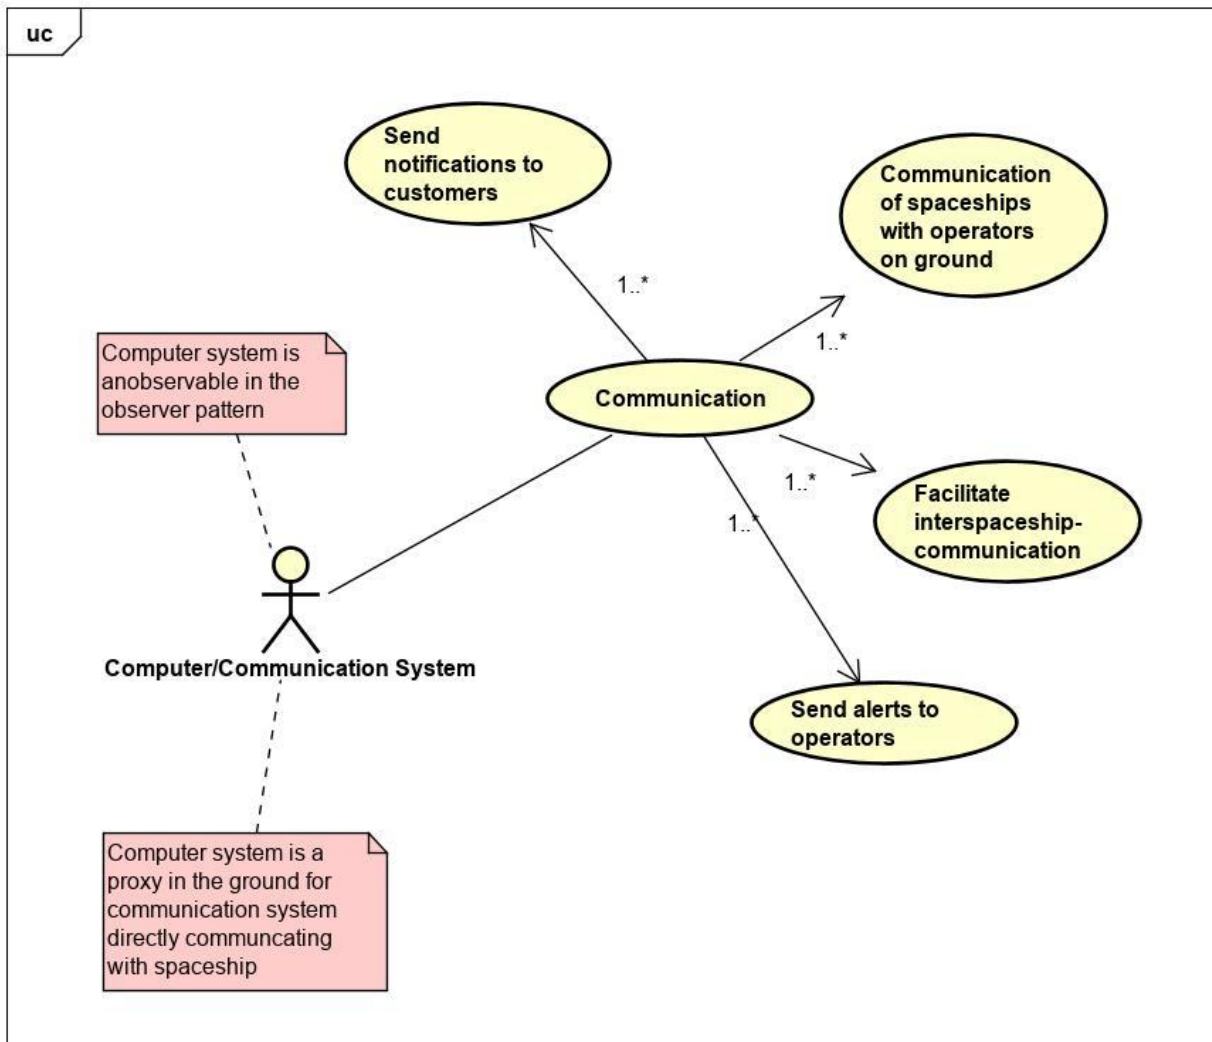 uc
Send
notifications to
customers
Communication
of spaceships
with operators
on ground
1..*
1..*
Computer system is
anobservable in the
observer pattern
Communication
1..*
1..*
Facilitate
interspaceship-
communication
Computer/Communication System
Send alerts to
operators
Computer system is a
proxy in the ground for
communication system
directly communcating
with spaceship